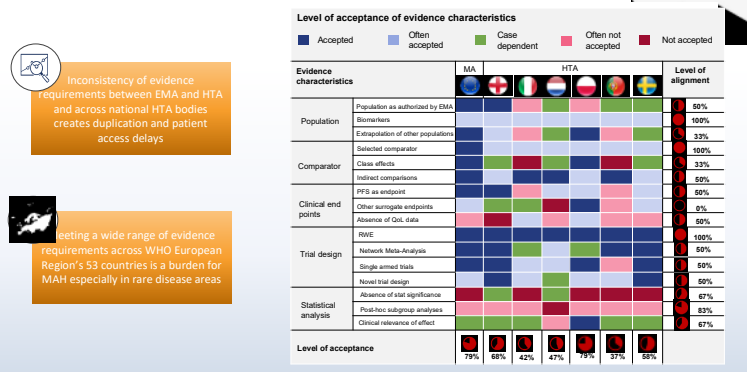 Inconsistency of evidence
requirements between EMA and HTA
and across national HTA bodies
creates duplication and patient
access delays
eeting a wide range of evidence
requirements across WHO European
Region's 53 countries is a burden for
MAH especially in rare disease areas
Level of acceptance of evidence characteristics
Accepted
Often
accepted
Case
dependent
Often not
accepted
Not accepted
Evidence
characteristics
MA
HTA
Level of
alignment
Population
Population as authorized by EMA
50%
Biomarkers
100%
Extrapolation of other populations
33%
Comparator
Selected comparator
100%
Class effects
33%
Indirect comparisons
50%
Clinical end
points
PFS as endpoint
50%
Other surrogate endpoints
0%
Absence of QoL data
50%
Trial design
RWE
100%
Network Meta-Analysis
50%
Single armed trials
50%
Novel trial design
50%
Statistical
analysis
Absence of stat significance
67%
Post-hoc subgroup analyses
83%
Clinical relevance of effect
67%
Level of acceptance
79%
68%
42%
47%
79%
37%
58%